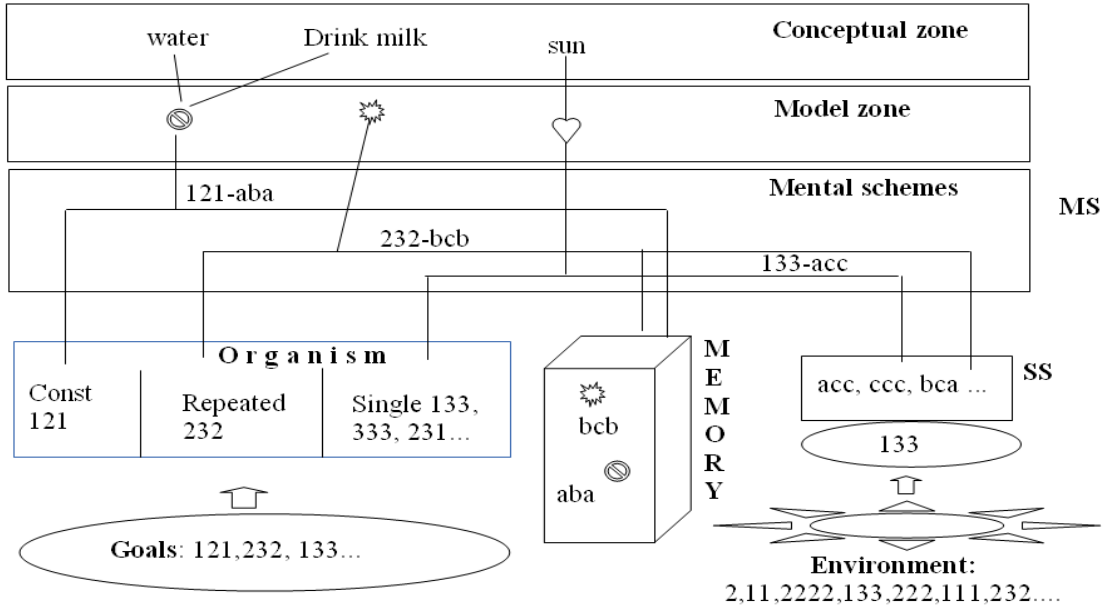 Conceptual zone
water
Drink milk
sun
Model zone
Mental schemes
MS
121-aba
232-bcb
133-acc
Organism
Const
121
Repeated
232
Single 133,
333, 231...
MEMORY
bcb
aba
SS
acc, ccc, bca ...
133
Goals: 121,232, 133...
Environment:
2,11,2222,133,222,111,232....